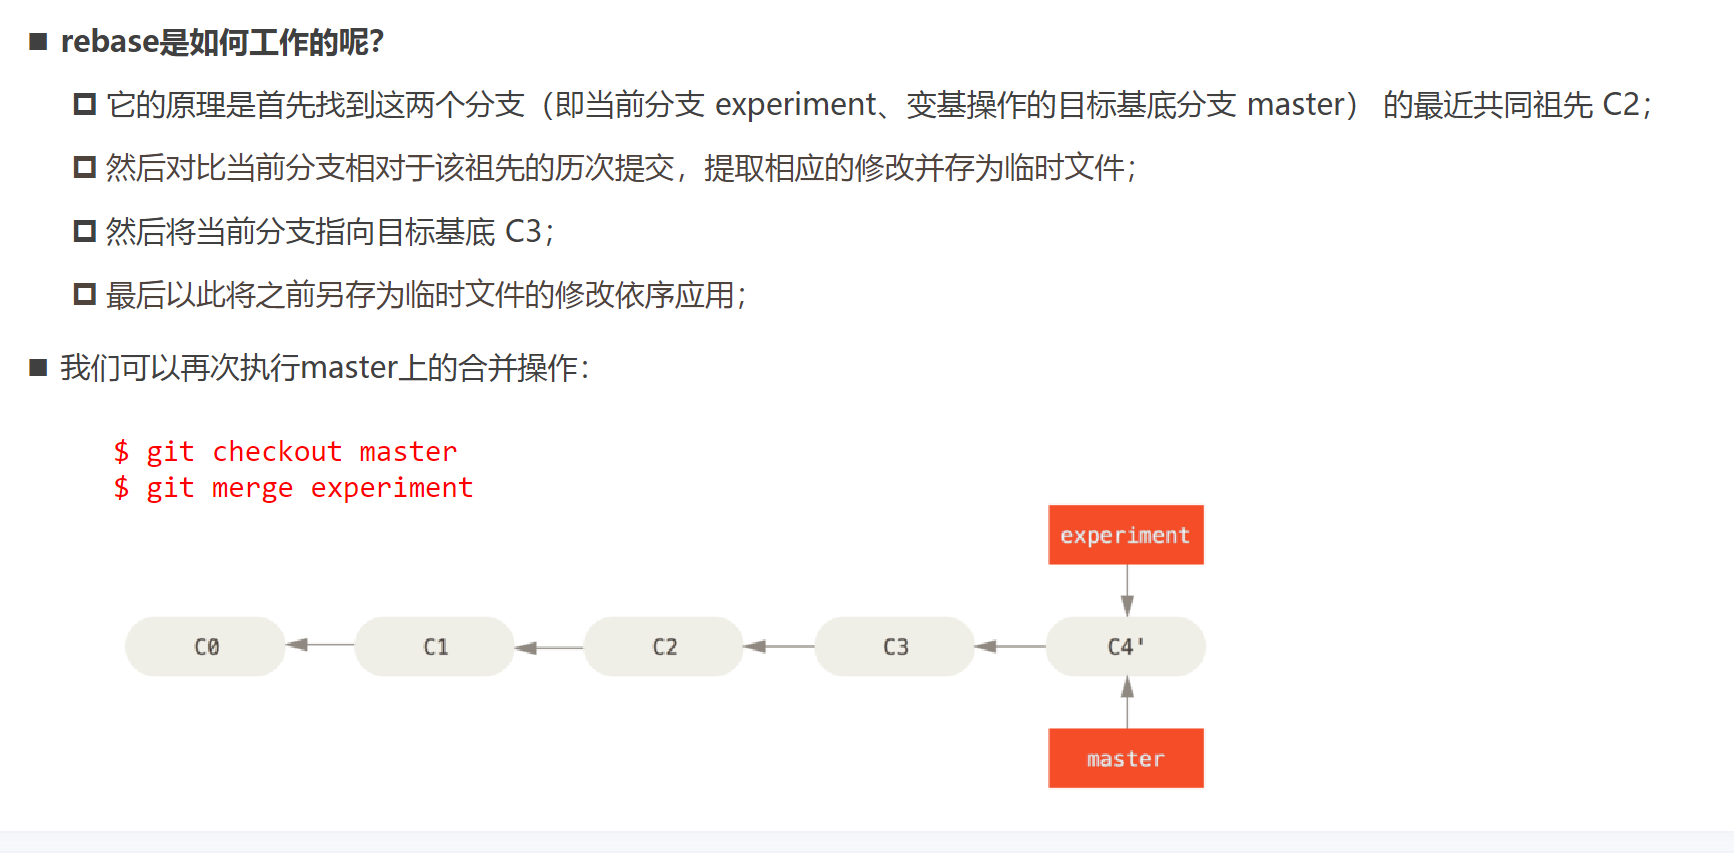 rebase是如何工作的呢?
它的原理是首先找到这两个分支（即当前分支 experiment、变基操作的目标基底分支 master） 的最近共同祖先 C2；
然后对比当前分支相对于该祖先的历次提交，提取相应的修改并存为临时文件；
然后将当前分支指向目标基底 C3；
最后以此将之前另存为临时文件的修改依序应用；
我们可以再次执行master上的合并操作：
$ git checkout master
$ git merge experiment
experiment
C0 C1 C2 C3 C4'
master